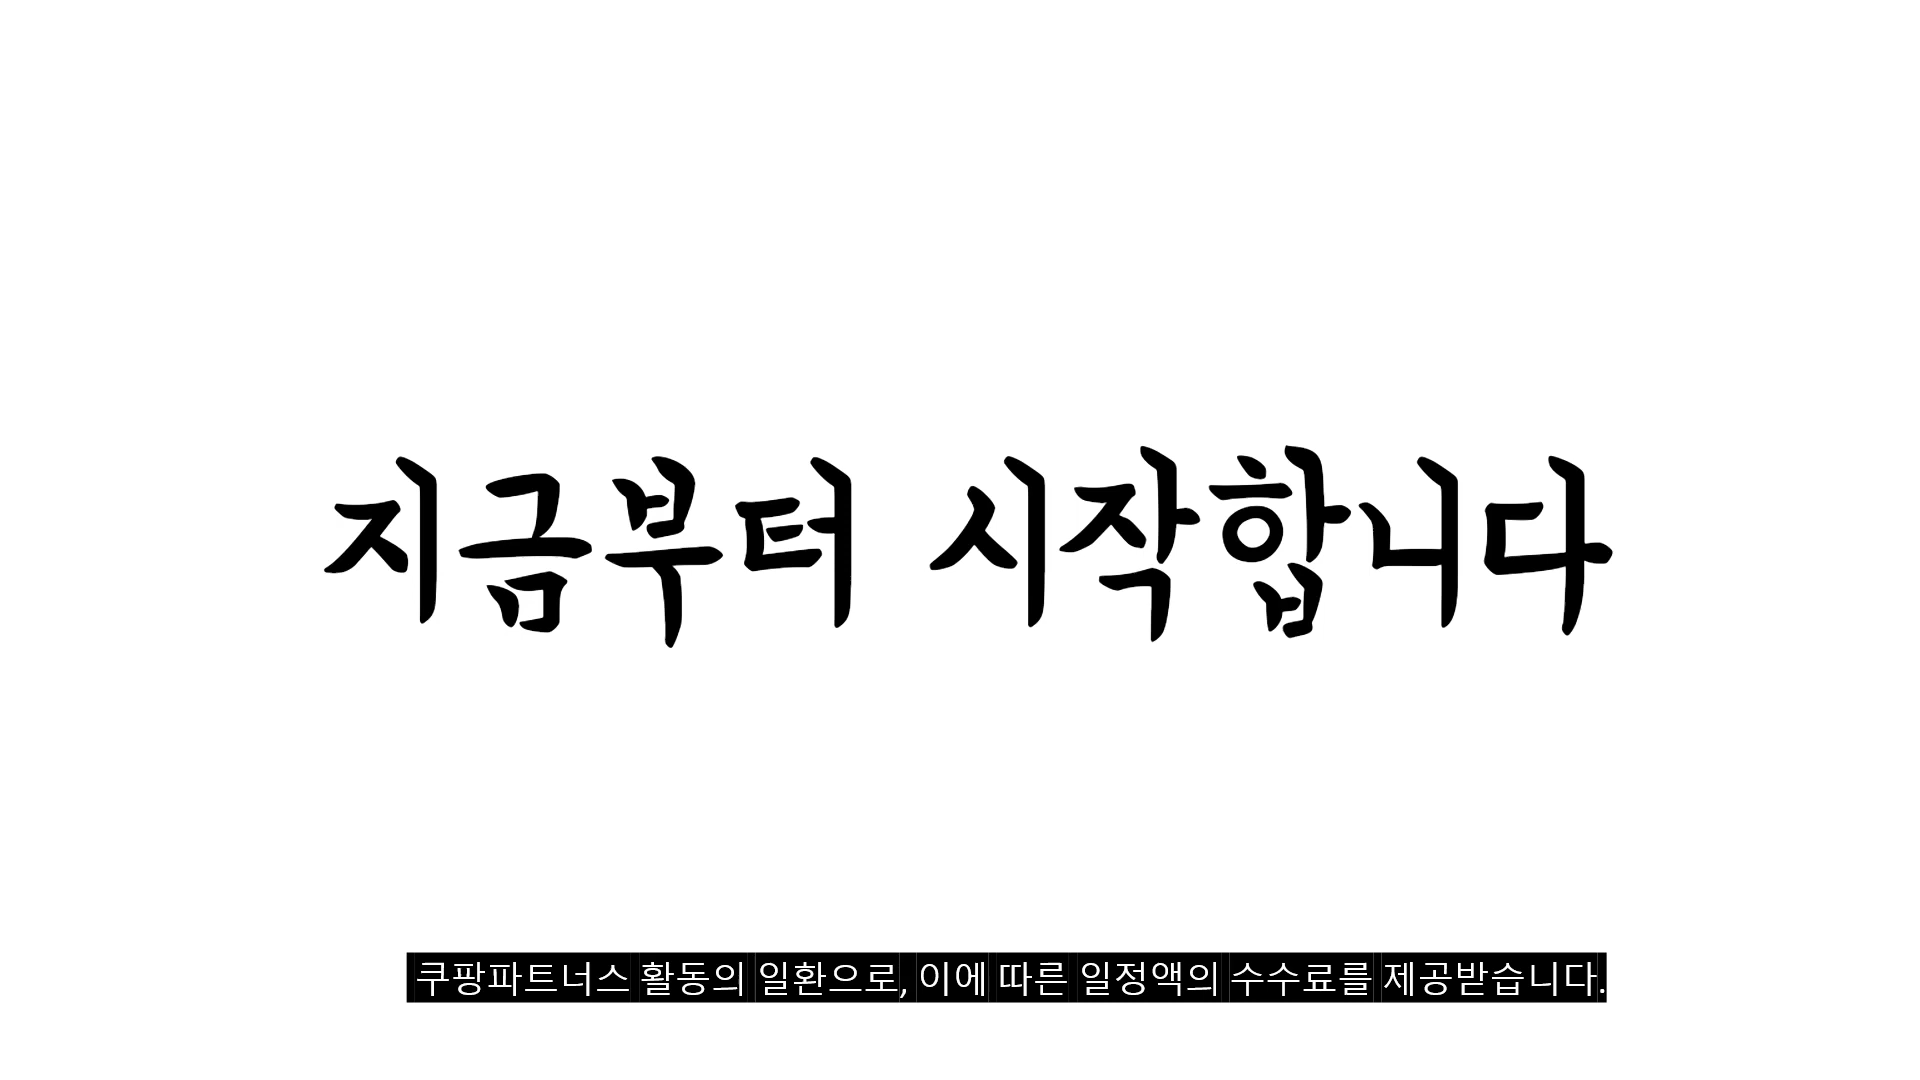 지금부터 시작합니다
쿠팡파트너스 활동의 일환으로, 이에 따른 일정액의 수수료를 제공받습니다.